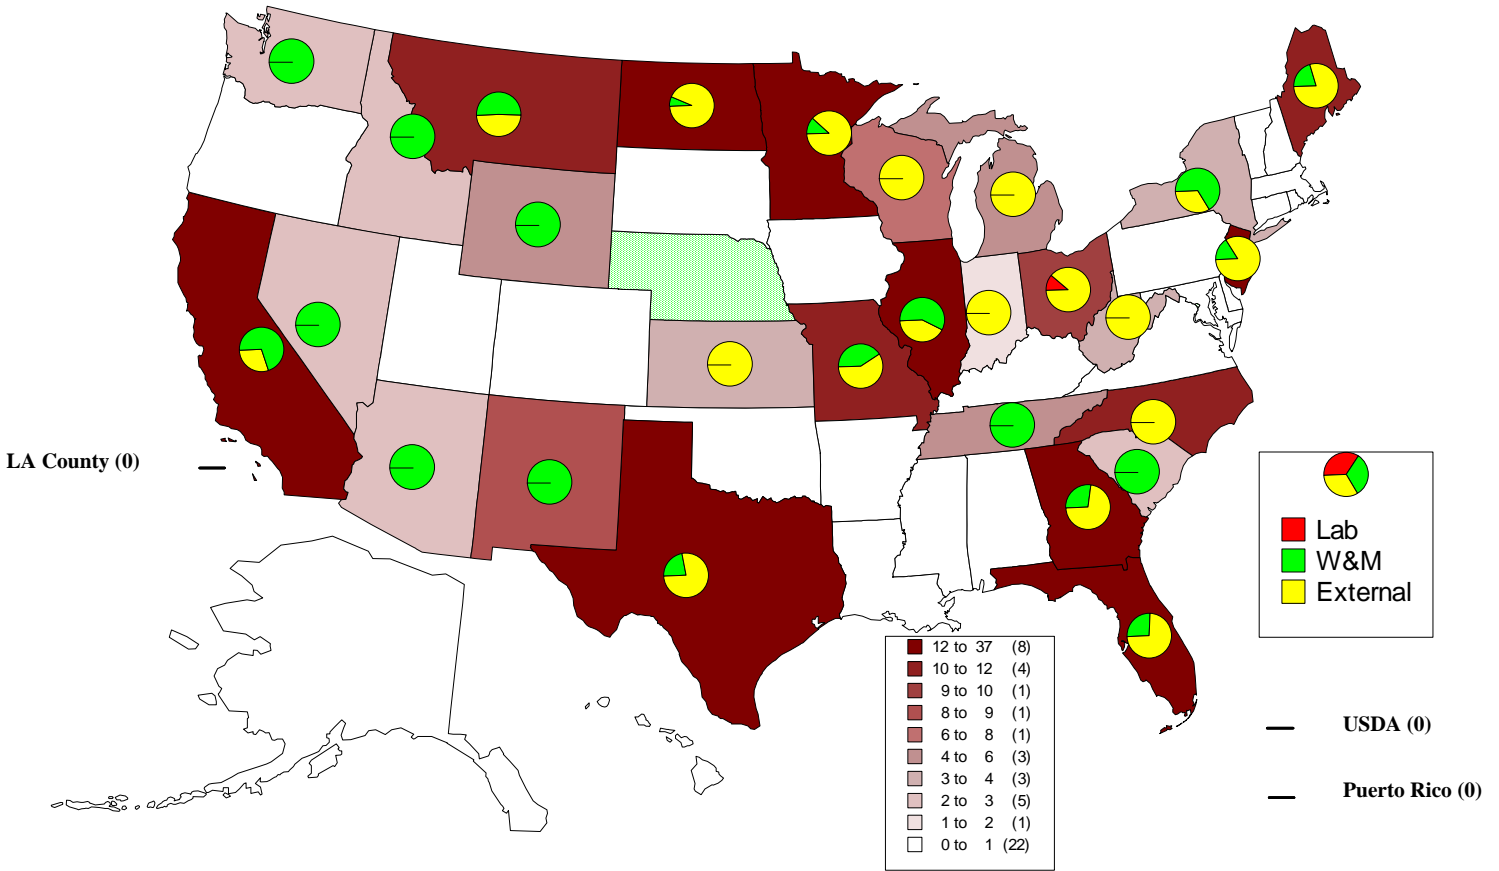 LA County (0)
Lab
W&M
External
12 to 37 (8)
10 to 12 (4)
9 to 10 (1)
8 to 9 (1)
6 to 8 (1)
4 to 6 (3)
3 to 4 (3)
2 to 3 (5)
1 to 2 (1)
0 to 1 (22)
USDA (0)
Puerto Rico (0)